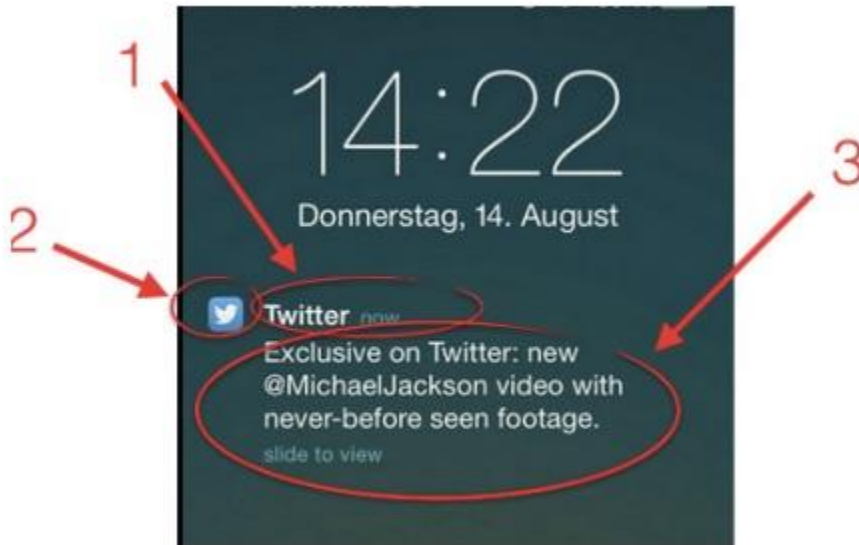 1
14:22
3
Donnerstag, 14. August
2
Twitter now
Exclusive on Twitter: new
@MichaelJackson video with
never-before seen footage.
slide to view